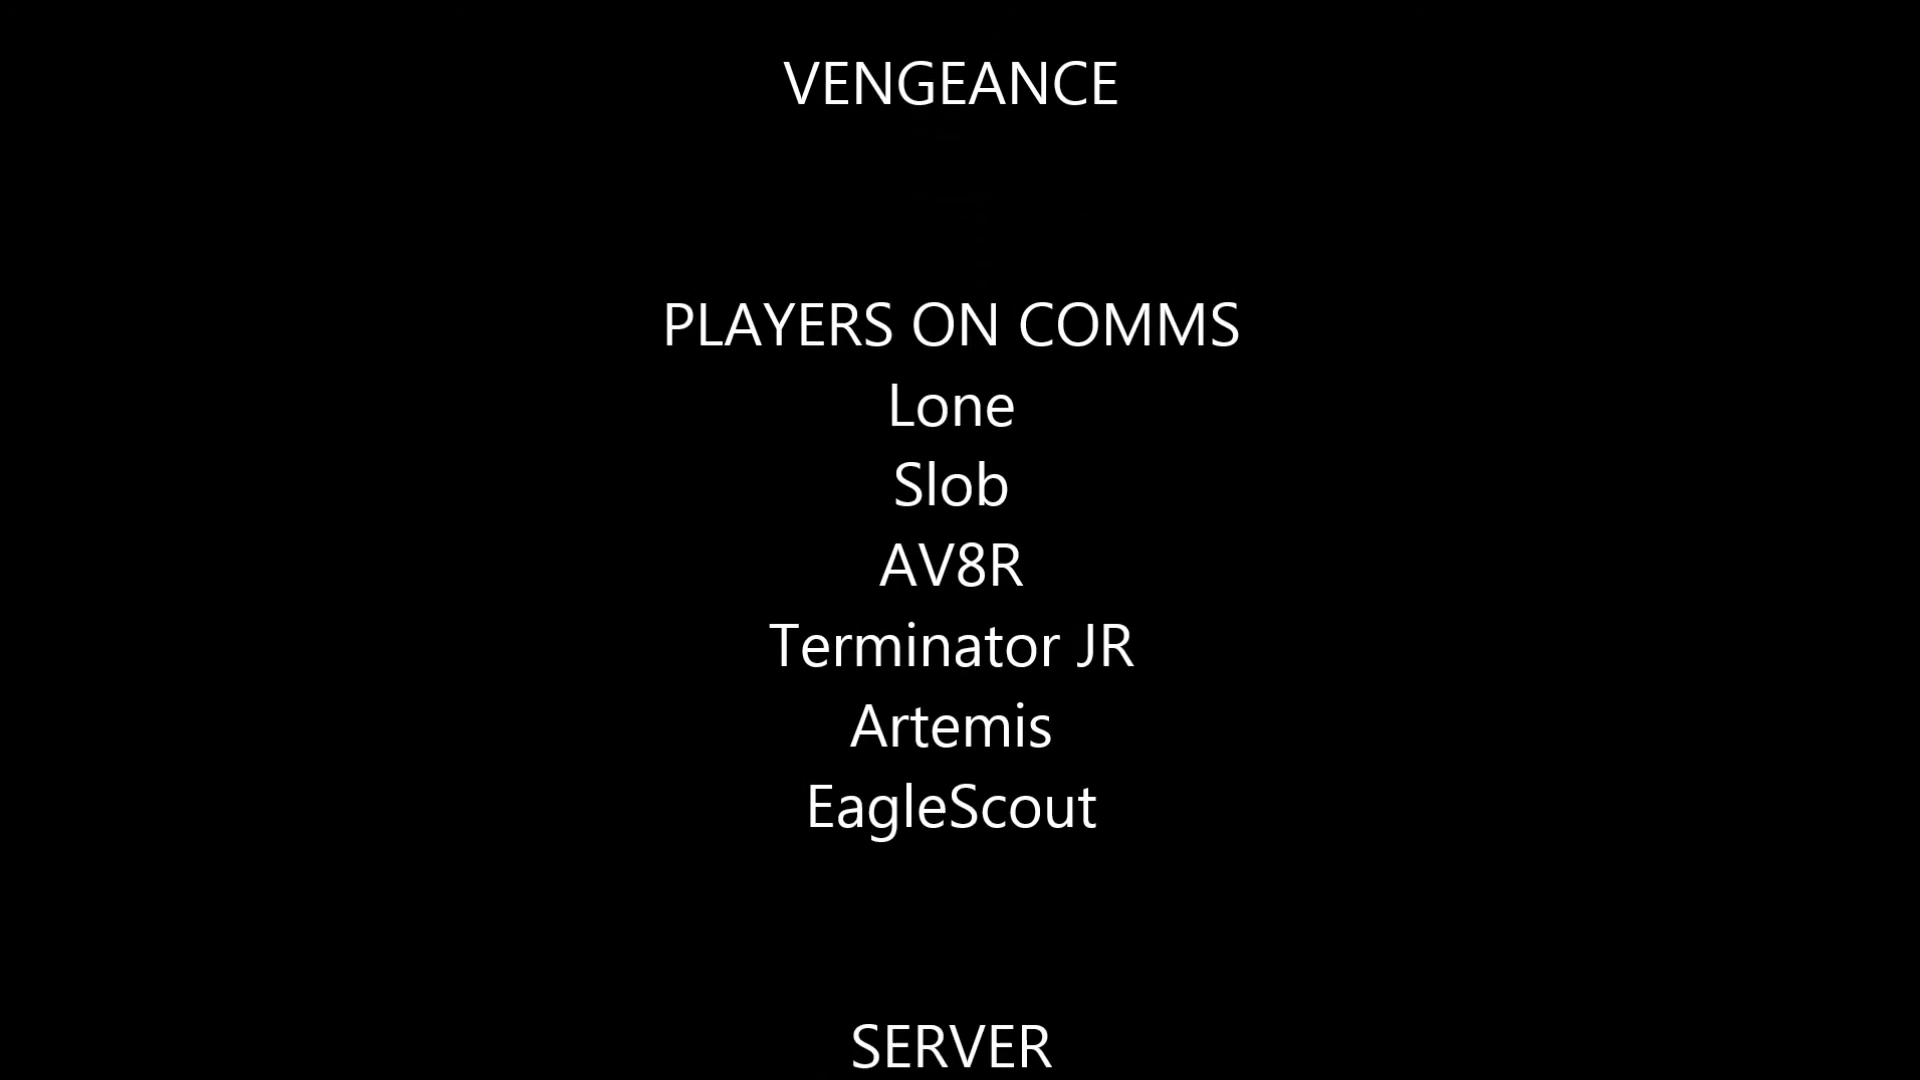 VENGEANCE
PLAYERS ON COMMS
Lone
Slob
AV8R
Terminator JR
Artemis
EagleScout
SERVER